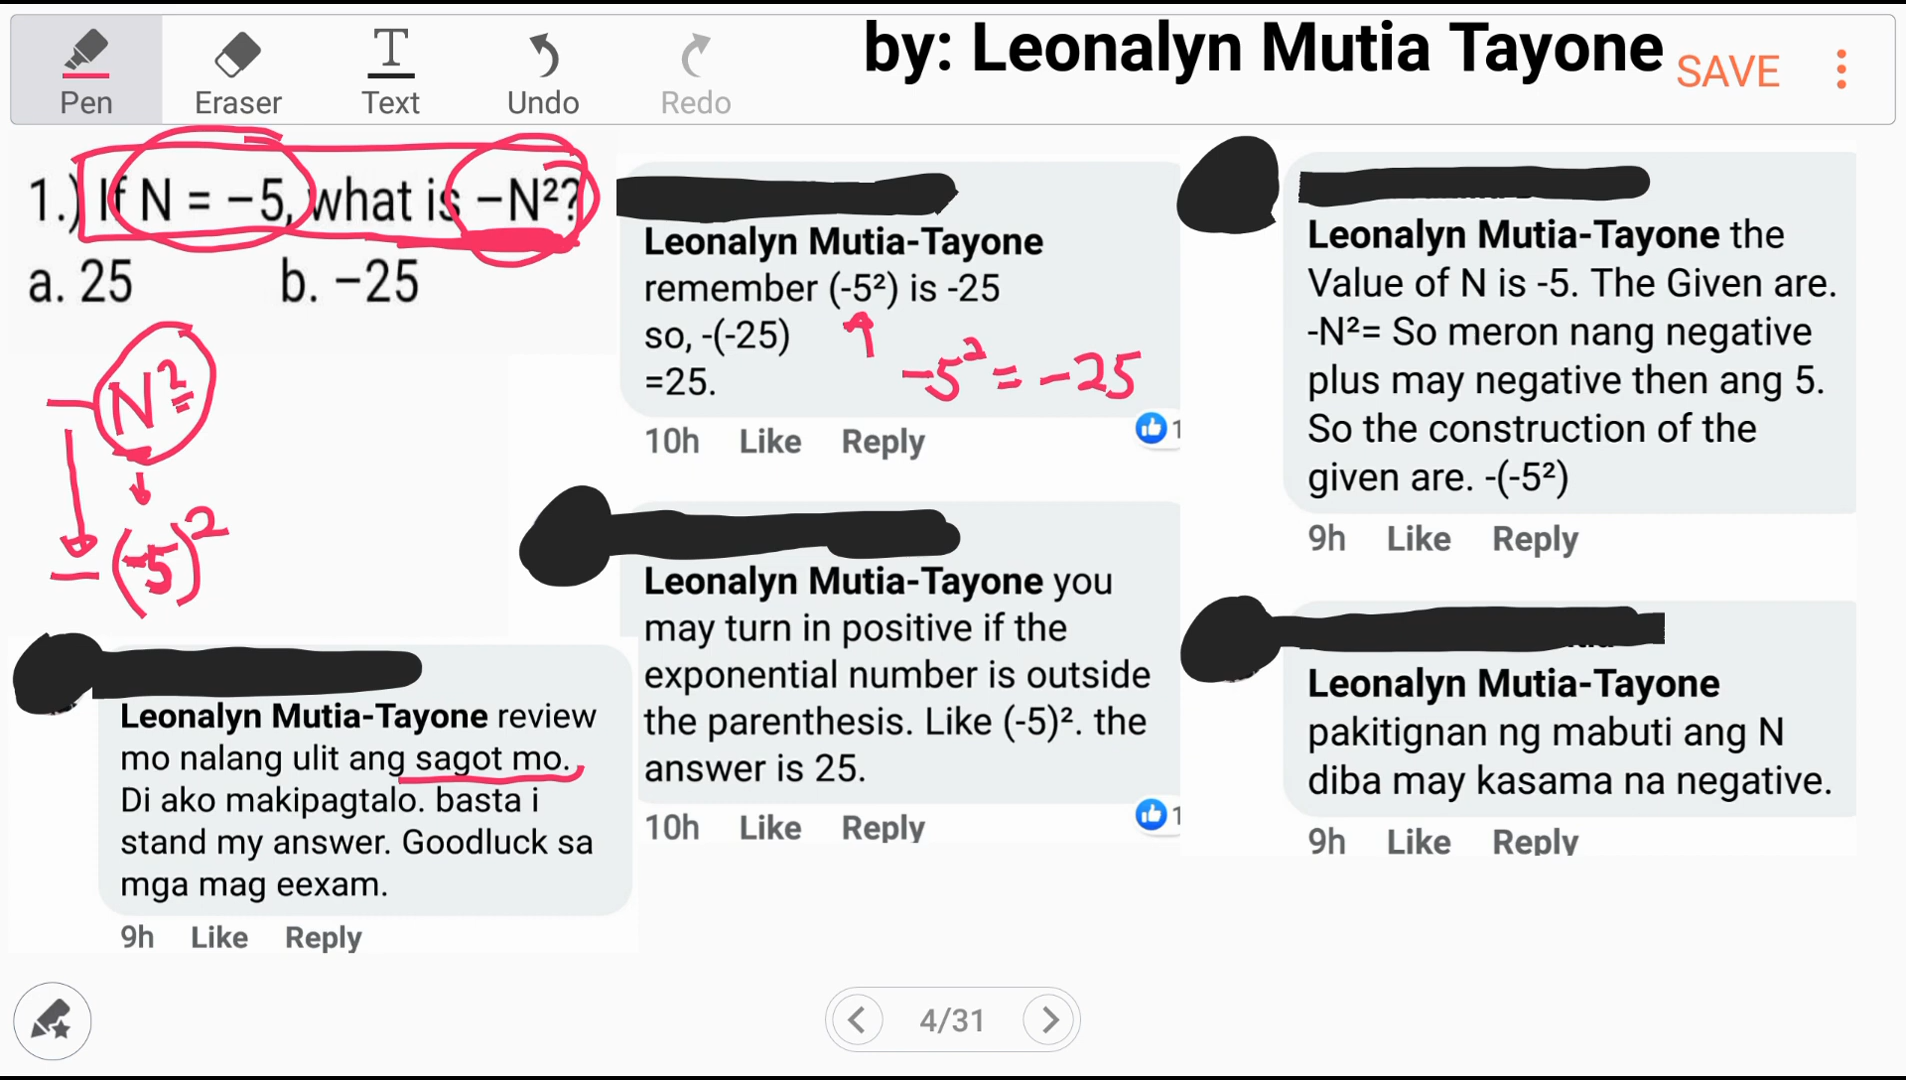 by: Leonalyn Mutia Tayone
SAVE
Pen
Eraser
Text
Undo
Redo
1.) If N = −5, what is −N²?
a. 25 b. −25
− N²
− (-5)²
Leonalyn Mutia-Tayone review
mo nalang ulit ang sagot mo.
Di ako makipagtalo. basta i
stand my answer. Goodluck sa
mga mag eexam.
9h Like Reply
Leonalyn Mutia-Tayone
remember (-5²) is -25
so, -(-25)
=25.
-5² = -25
10h Like Reply
1
Leonalyn Mutia-Tayone you
may turn in positive if the
exponential number is outside
the parenthesis. Like (-5)². the
answer is 25.
10h Like Reply
1
Leonalyn Mutia-Tayone the
Value of N is -5. The Given are.
-N²= So meron nang negative
plus may negative then ang 5.
So the construction of the
given are. -(-5²)
9h Like Reply
Leonalyn Mutia-Tayone
pakitignan ng mabuti ang N
diba may kasama na negative.
9h Like Reply
4/31